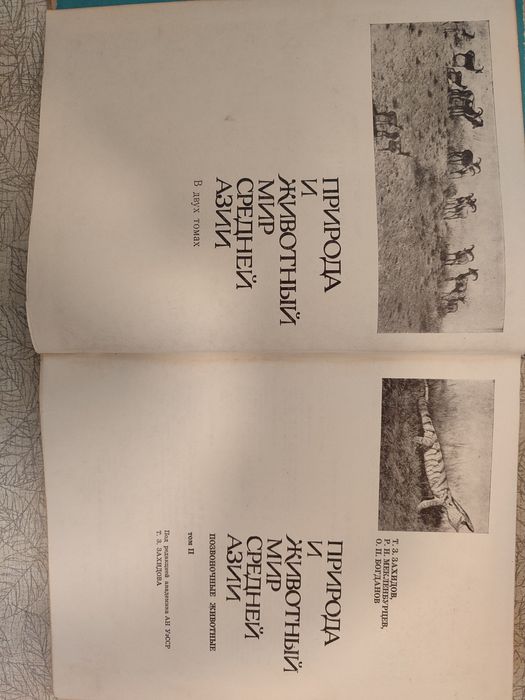 ПРИРОДА
И
ЖИВОТНЫЙ
МИР
СРЕДНЕЙ
АЗИИ
В двух томах
Т. З. ЗАХИДОВ,
Р. Н. МЕКЛЕНБУРЦЕВ,
О. П. БОГДАНОВ
ПРИРОДА
И
ЖИВОТНЫЙ
МИР
СРЕДНЕЙ
АЗИИ
ПОЗВОНОЧНЫЕ ЖИВОТНЫЕ
том II
Под редакцией академика АН УзССР
Т. З. ЗАХИДОВА